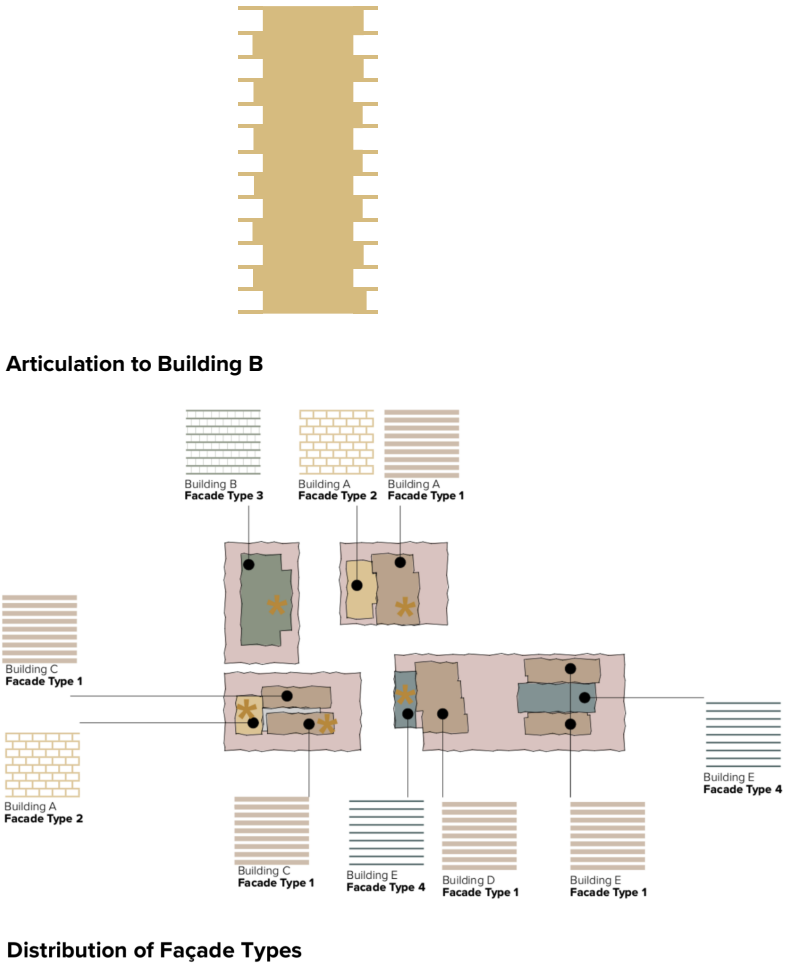 Articulation to Building B
Building B
Facade Type 3
Building A
Facade Type 2
Building A
Facade Type 1
Building C
Facade Type 1
Building A
Facade Type 2
Building C
Facade Type 1
Building E
Facade Type 4
Building D
Facade Type 1
Building E
Facade Type 1
Building E
Facade Type 4
Distribution of Façade Types